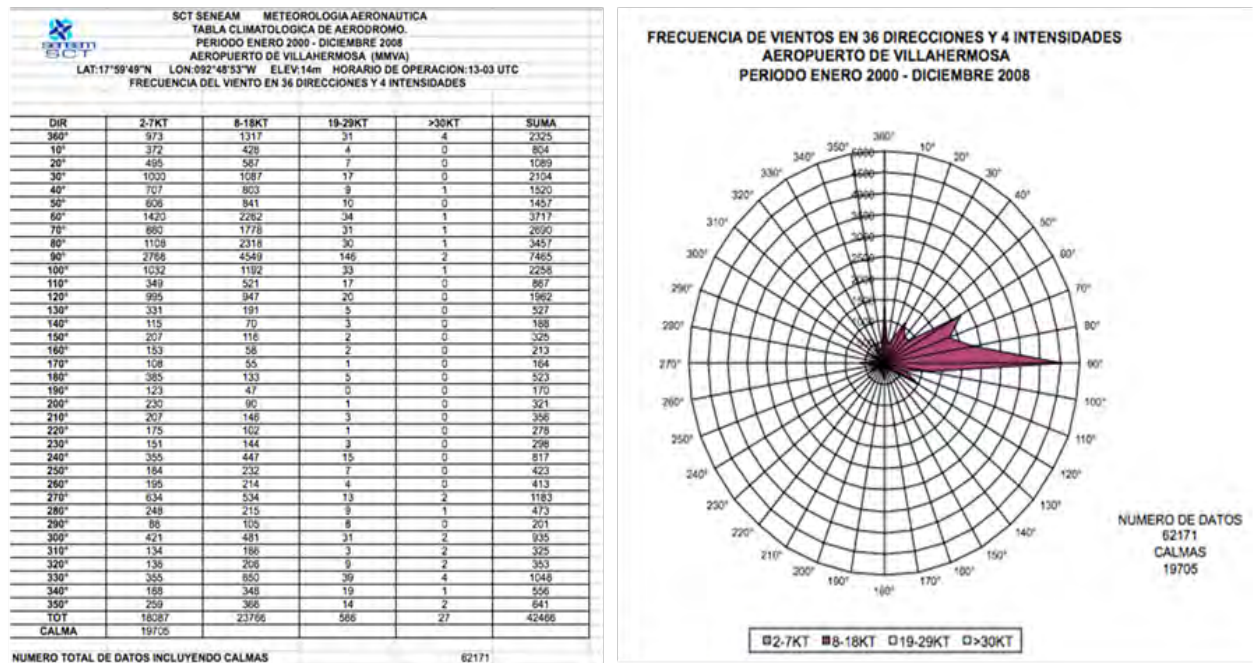 SCT SENEAM METEOROLOGIA AERONAUTICA
TABLA CLIMATOLOGICA DE AERODROMO.
PERIODO ENERO 2000 - DICIEMBRE 2008
AEROPUERTO DE VILLAHERMOSA (MMVA)
seneam
SCT
LAT:17°59'49"N LON:092°48'53"W ELEV:14m HORARIO DE OPERACION:13-03 UTC
FRECUENCIA DEL VIENTO EN 36 DIRECCIONES Y 4 INTENSIDADES
DIR 2-7KT 8-18KT 19-29KT >30KT SUMA
360° 973 1317 31 4 2325
10° 372 428 4 0 804
20° 495 587 7 0 1089
30° 1000 1087 17 0 2104
40° 707 803 9 1 1520
50° 606 841 10 0 1457
60° 1420 2262 34 1 3717
70° 880 1778 31 1 2690
80° 1108 2318 30 1 3457
90° 2768 4549 146 2 7465
100° 1032 1192 33 1 2258
110° 349 521 17 0 887
120° 995 947 20 0 1962
130° 331 191 5 0 527
140° 115 70 3 0 188
150° 207 116 2 0 325
160° 153 58 2 0 213
170° 108 55 1 0 164
180° 385 133 5 0 523
190° 123 47 0 0 170
200° 230 90 1 0 321
210° 207 146 3 0 356
220° 175 102 1 0 278
230° 151 144 3 0 298
240° 355 447 15 0 817
250° 184 232 7 0 423
260° 195 214 4 0 413
270° 634 534 13 2 1183
280° 248 215 9 1 473
290° 88 105 8 0 201
300° 421 481 31 2 935
310° 134 186 3 2 325
320° 136 206 9 2 353
330° 355 650 39 4 1048
340° 188 348 19 1 556
350° 259 366 14 2 641
TOT 18087 23766 586 27 42466
CALMA 19705
NUMERO TOTAL DE DATOS INCLUYENDO CALMAS 62171
FRECUENCIA DE VIENTOS EN 36 DIRECCIONES Y 4 INTENSIDADES
AEROPUERTO DE VILLAHERMOSA
PERIODO ENERO 2000 - DICIEMBRE 2008
360°
10°
20°
30°
40°
50°
60°
70°
80°
90°
100°
110°
120°
130°
140°
150°
160°
170°
180°
190°
200°
210°
220°
230°
240°
250°
260°
270°
280°
290°
300°
310°
320°
330°
340°
350°
5000
4500
4000
3500
3000
2500
2000
1500
1000
NUMERO DE DATOS
62171
CALMAS
19705
2-7KT 8-18KT 19-29KT >30KT